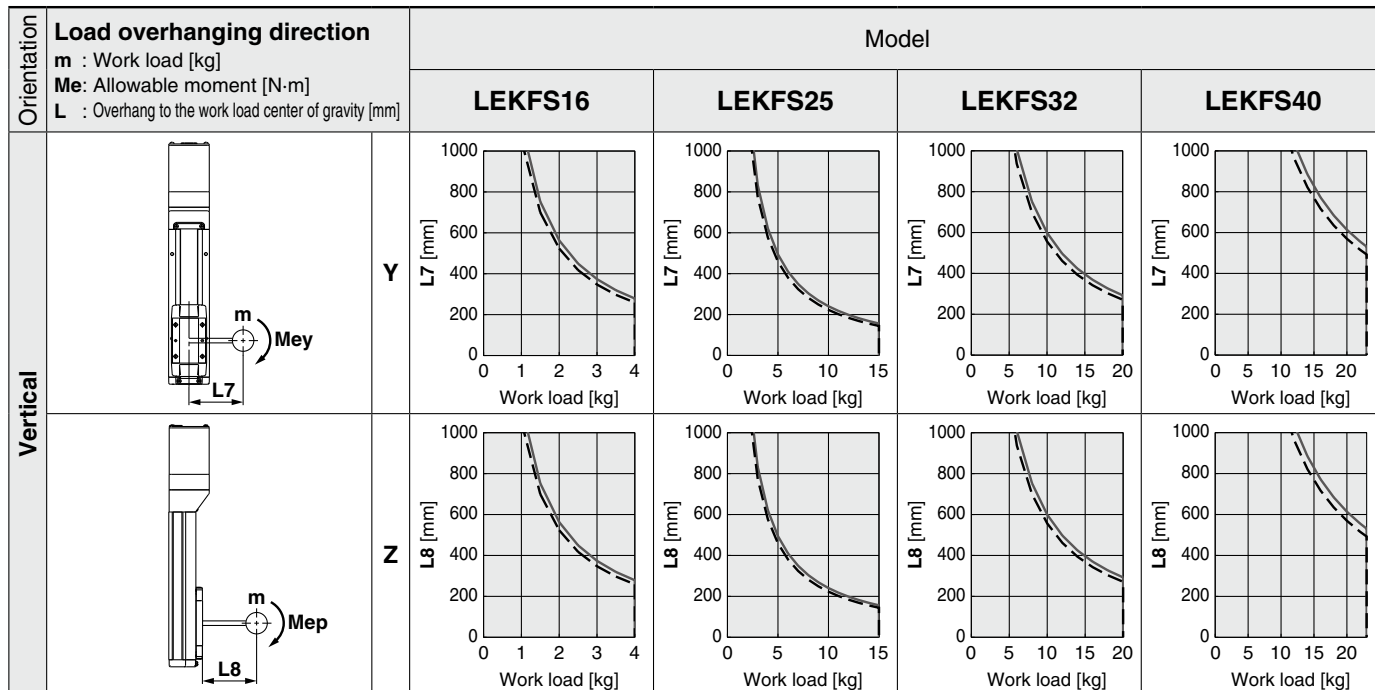 Orientation
Load overhanging direction
m : Work load [kg]
Me: Allowable moment [N·m]
L : Overhang to the work load center of gravity [mm]
Model
LEKFS16
LEKFS25
LEKFS32
LEKFS40
Vertical
m
Mey
L7
Y
L7 [mm]
1000
800
600
400
200
0
0 1 2 3 4
Work load [kg]
L7 [mm]
1000
800
600
400
200
0
0 5 10 15
Work load [kg]
L7 [mm]
1000
800
600
400
200
0
0 5 10 15 20
Work load [kg]
L7 [mm]
1000
800
600
400
200
0
0 5 10 15 20
Work load [kg]
m
Mep
L8
Z
L8 [mm]
1000
800
600
400
200
0
0 1 2 3 4
Work load [kg]
L8 [mm]
1000
800
600
400
200
0
0 5 10 15
Work load [kg]
L8 [mm]
1000
800
600
400
200
0
0 5 10 15 20
Work load [kg]
L8 [mm]
1000
800
600
400
200
0
0 5 10 15 20
Work load [kg]